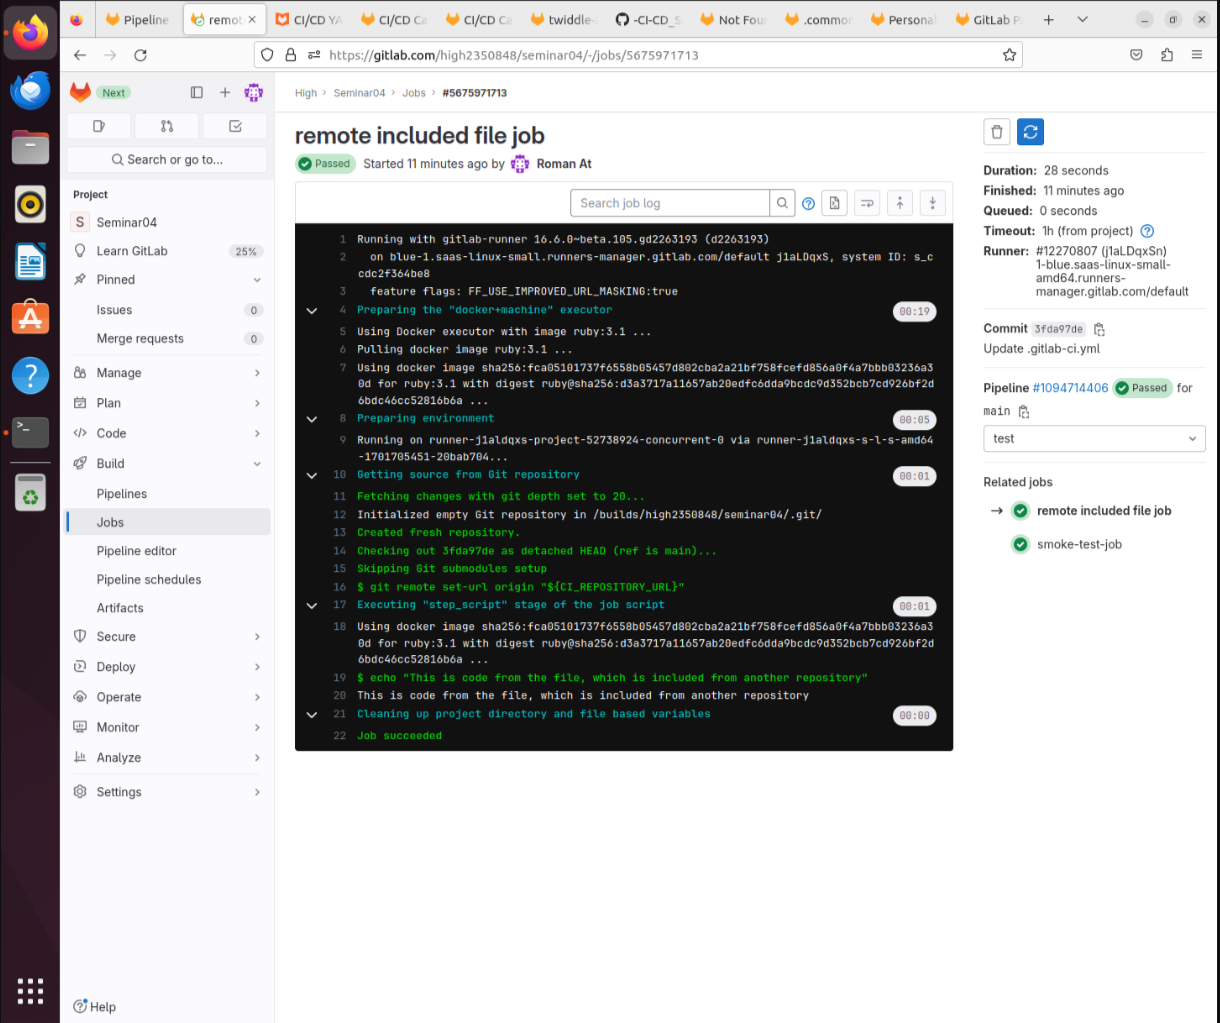 Pipeline
remot
CI/CD YA
CI/CD Ca
CI/CD Ca
twiddle-
-CI-CD_S
Not Four
.common
Persona
GitLab P
https://gitlab.com/high2350848/seminar04/-/jobs/5675971713
Next
Search or go to...
Project
S Seminar04
Learn GitLab 25%
Pinned
Issues 0
Merge requests 0
Manage
Plan
Code
Build
Pipelines
Jobs
Pipeline editor
Pipeline schedules
Artifacts
Secure
Deploy
Operate
Monitor
Analyze
Settings
Help
High › Seminar04 › Jobs › #5675971713
remote included file job
Passed Started 11 minutes ago by Roman At
Search job log
1 Running with gitlab-runner 16.6.0~beta.105.gd2263193 (d2263193)
2 on blue-1.saas-linux-small.runners-manager.gitlab.com/default j1aLDqxS, system ID: s_c
cdc2f364be8
3 feature flags: FF_USE_IMPROVED_URL_MASKING:true
4 Preparing the "docker+machine" executor 00:19
5 Using Docker executor with image ruby:3.1 ...
6 Pulling docker image ruby:3.1 ...
7 Using docker image sha256:fca05101737f6558b05457d802cba2a21bf758fcefd856a0f4a7bbb03236a3
0d for ruby:3.1 with digest ruby@sha256:d3a3717a11657ab20edfc6dda9bcdc9d352bcb7cd926bf2d
6bdc46cc52816b6a ...
8 Preparing environment 00:05
9 Running on runner-j1aldqxs-project-52738924-concurrent-0 via runner-j1aldqxs-s-l-s-amd64
-1701705451-20bab704...
10 Getting source from Git repository 00:01
11 Fetching changes with git depth set to 20...
12 Initialized empty Git repository in /builds/high2350848/seminar04/.git/
13 Created fresh repository.
14 Checking out 3fda97de as detached HEAD (ref is main)...
15 Skipping Git submodules setup
16 $ git remote set-url origin "${CI_REPOSITORY_URL}"
17 Executing "step_script" stage of the job script 00:01
18 Using docker image sha256:fca05101737f6558b05457d802cba2a21bf758fcefd856a0f4a7bbb03236a3
0d for ruby:3.1 with digest ruby@sha256:d3a3717a11657ab20edfc6dda9bcdc9d352bcb7cd926bf2d
6bdc46cc52816b6a ...
19 $ echo "This is code from the file, which is included from another repository"
20 This is code from the file, which is included from another repository
21 Cleaning up project directory and file based variables 00:00
22 Job succeeded
Duration: 28 seconds
Finished: 11 minutes ago
Queued: 0 seconds
Timeout: 1h (from project)
Runner: #12270807 (j1aLDqxSn)
1-blue.saas-linux-small-
amd64.runners-
manager.gitlab.com/default
Commit 3fda97de
Update .gitlab-ci.yml
Pipeline #1094714406 Passed for
main
test
Related jobs
→ remote included file job
smoke-test-job